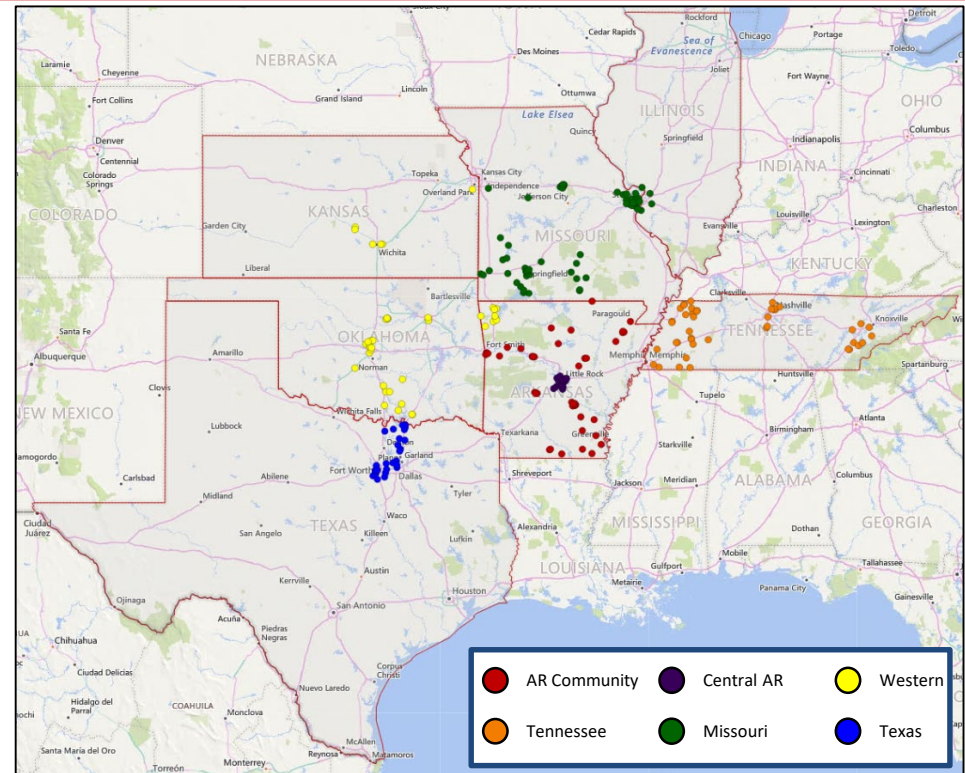 Rockford
Detroit
Cedar Rapids
Sea of
Evanescence
Chicago
Portage
Laramie
Des Moines
Toledo
NEBRASKA
Joliet
Cheyenne
Fort Wayne
Lincoln
Grand Island
Ottumwa
Fort Collins
OHIO
Lake Elsea
ILLINOIS
Quincy
Columbus
Denver
Springfield
Indianapolis
Centennial
INDIANA
Topeka
Kansas City
Cincinnati
Colorado
Springs
Overland Park
Independence
Jefferson City
COLORADO
KANSAS
Louisville
Charleston
Garden City
MISSOURI
Evansville
Lexington
Wichita
KENTUCKY
Liberal
Springfield
Bartlesville
Clarksville
Nashville
Santa Fe
Paragould
Knoxville
OKLAHOMA
TENNESSEE
Albuquerque
Amarillo
Fort Smith
Memphis
Memphis
Spartanburg
Norman
Little Rock
Huntsville
Clovis
ARKANSAS
Tupelo
NEW MEXICO
Wichita Falls
Atlanta
Lubbock
Texarkana
Greenville
Birmingham
Denton
Starkville
Plano
Garland
Carlsbad
Fort Worth
Dallas
Shreveport
Abilene
Jackson
Meridian
ALABAMA
Columbus
Midland
Tyler
Ciudad
Juárez
Waco
MISSISSIPPI
GEORGIA
San Angelo
TEXAS
Killeen
Lufkin
Alexandria
Dothan
LOUISIANA
Mobile
Tallahassee
Austin
Gulfport
Kerrville
Metairie
Panama City
Gainesville
Ojinaga
Houston
Acuña
San Antonio
Chihuahua
Piedras
Negras
Ciudad Delicias
Corpus
Christi
Nuevo Laredo
Hidalgo del
Parral
COAHUILA
Monclova
McAllen
Santa María del Oro
Reynosa
Matamoros
Torreón
Monterrey
AR Community
Central AR
Western
Tennessee
Missouri
Texas